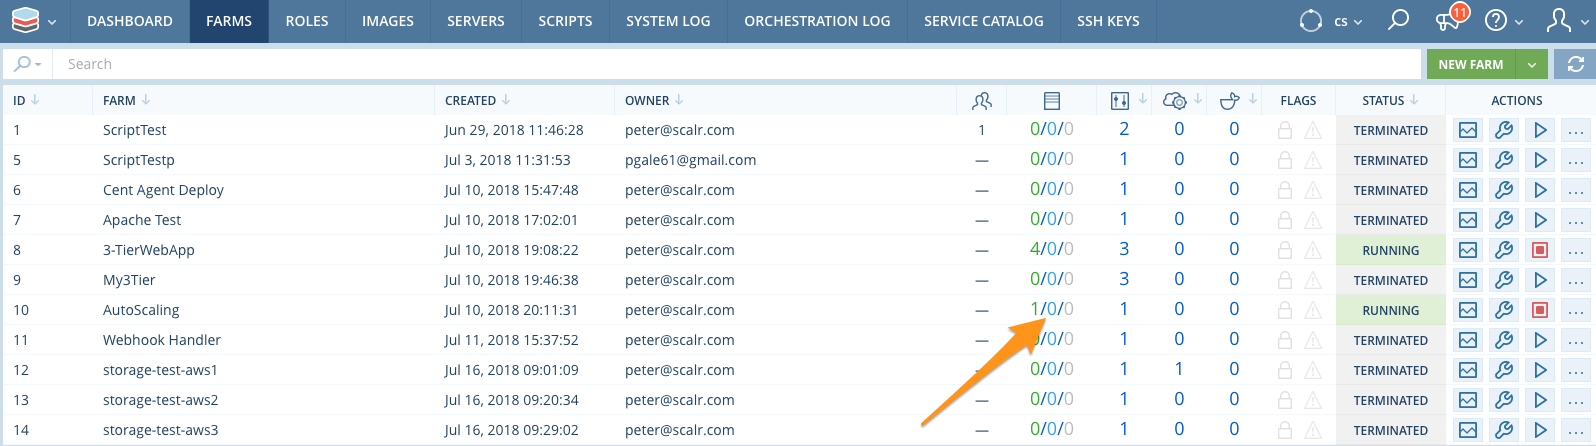 DASHBOARD FARMS ROLES IMAGES SERVERS SCRIPTS SYSTEM LOG ORCHESTRATION LOG SERVICE CATALOG SSH KEYS cs 11
Search NEW FARM
ID FARM CREATED OWNER FLAGS STATUS ACTIONS
1 ScriptTest Jun 29, 2018 11:46:28 peter@scalr.com 1 0/0/0 2 0 0 TERMINATED ...
5 ScriptTestp Jul 3, 2018 11:31:53 pgale61@gmail.com — 0/0/0 1 0 0 TERMINATED ...
6 Cent Agent Deploy Jul 10, 2018 15:47:48 peter@scalr.com — 0/0/0 1 0 0 TERMINATED ...
7 Apache Test Jul 10, 2018 17:02:01 peter@scalr.com — 0/0/0 1 0 0 TERMINATED ...
8 3-TierWebApp Jul 10, 2018 19:08:22 peter@scalr.com — 4/0/0 3 0 0 RUNNING ...
9 My3Tier Jul 10, 2018 19:46:38 peter@scalr.com — 0/0/0 3 0 0 TERMINATED ...
10 AutoScaling Jul 10, 2018 20:11:31 peter@scalr.com — 1/0/0 1 0 0 RUNNING ...
11 Webhook Handler Jul 11, 2018 15:37:52 peter@scalr.com — /0/0 1 0 0 TERMINATED ...
12 storage-test-aws1 Jul 16, 2018 09:01:09 peter@scalr.com — 0/0/0 1 1 0 TERMINATED ...
13 storage-test-aws2 Jul 16, 2018 09:20:34 peter@scalr.com — 0/0/0 1 0 0 TERMINATED ...
14 storage-test-aws3 Jul 16, 2018 09:29:02 peter@scalr.com — 0/0/0 1 0 0 TERMINATED ...